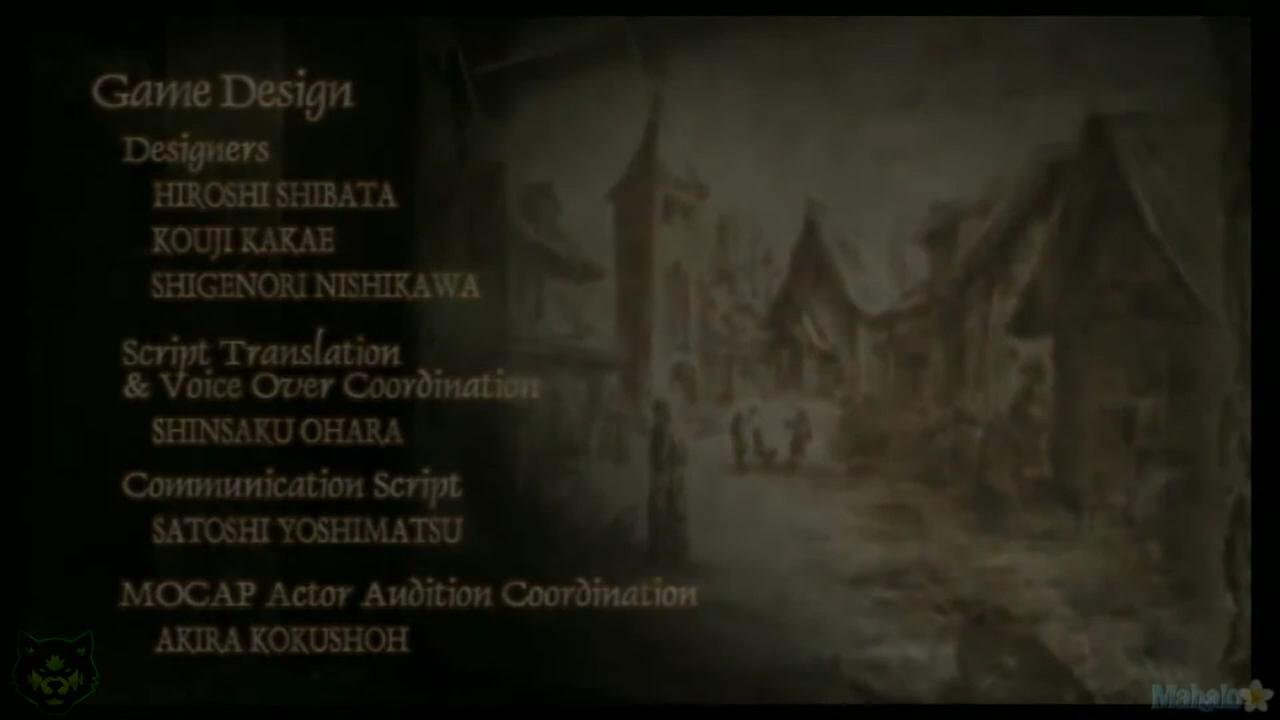 Game Design
Designers
HIROSHI SHIBATA
KOUJI KAKAE
SHIGENORI NISHIKAWA
Script Translation
& Voice Over Coordination
SHINSAKU OHARA
Communication Script
SATOSHI YOSHIMATSU
MOCAP Actor Audition Coordination
AKIRA KOKUSHOH
Mahalo